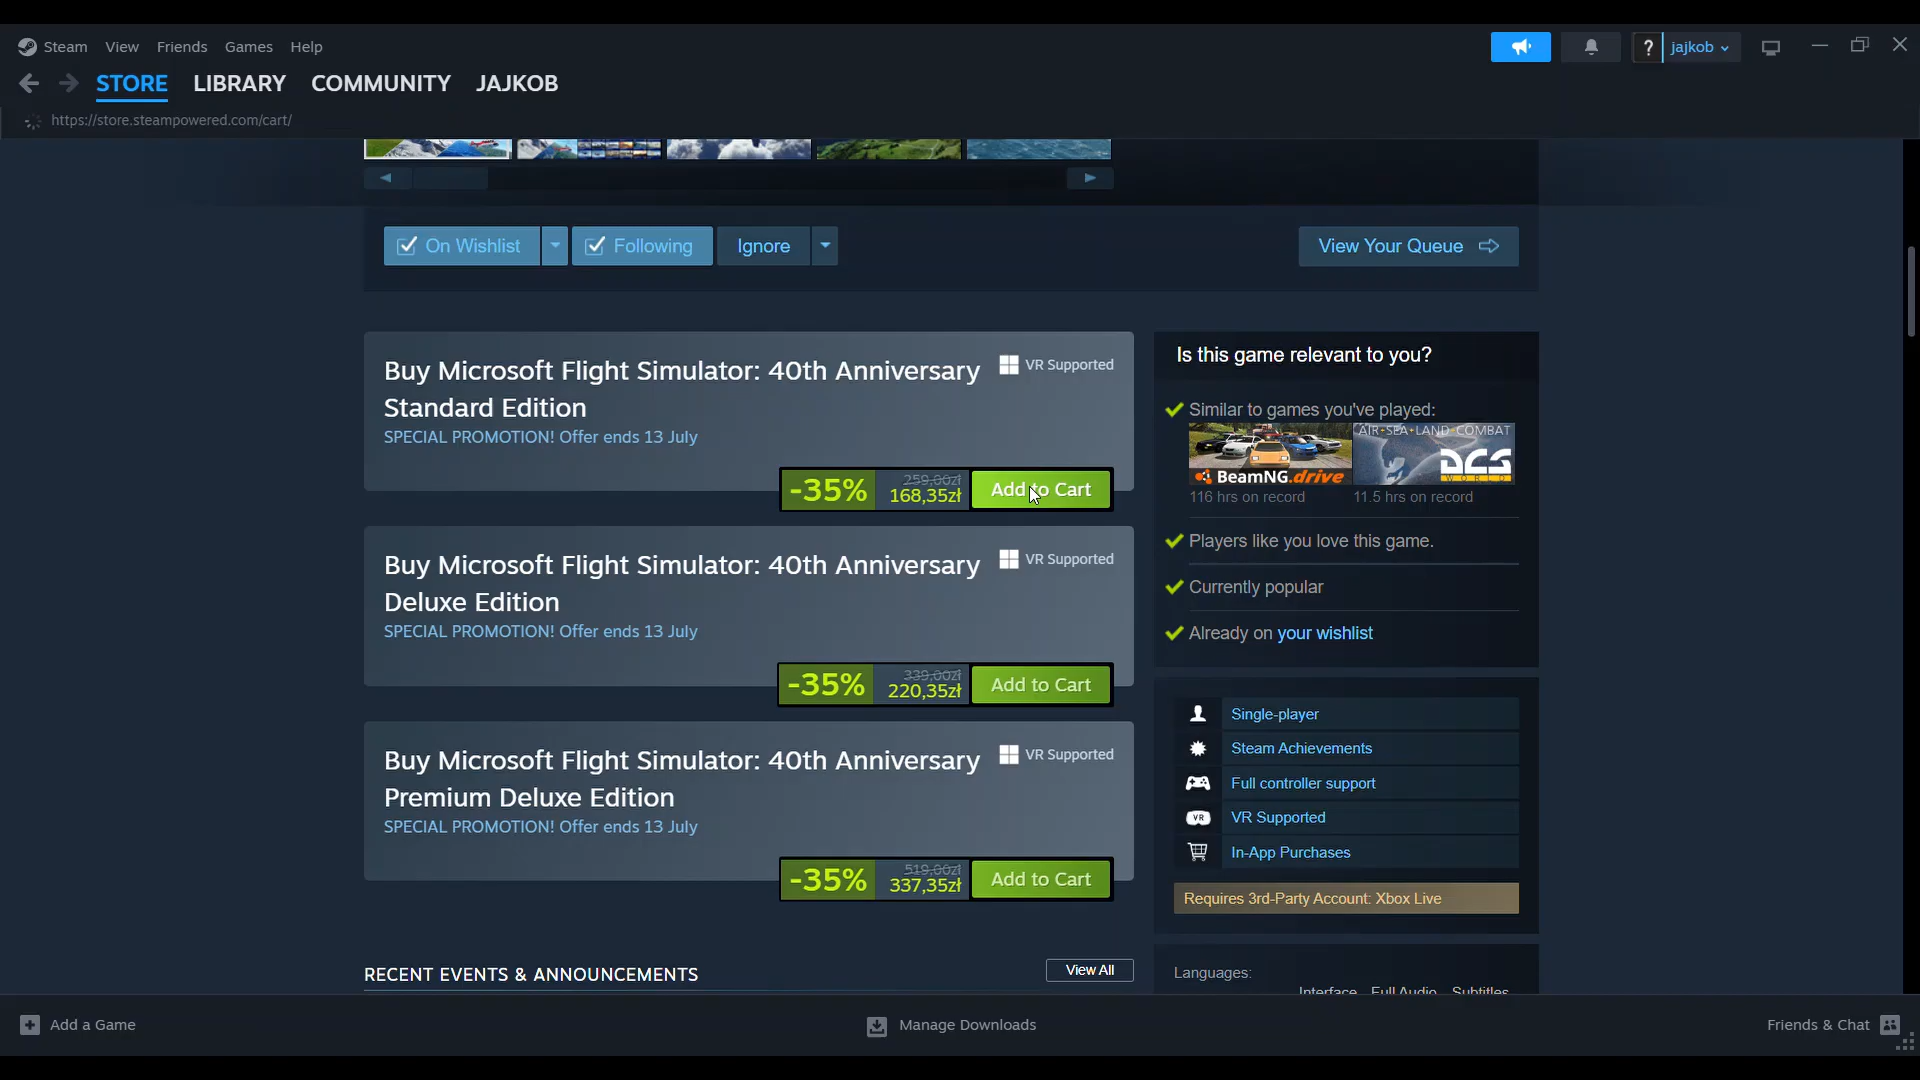 Steam View Friends Games Help
? jajkob
STORE LIBRARY COMMUNITY JAJKOB
https://store.steampowered.com/cart/
On Wishlist Following Ignore View Your Queue
Buy Microsoft Flight Simulator: 40th Anniversary
Standard Edition
VR Supported
SPECIAL PROMOTION! Offer ends 13 July
-35% 259,00zł 168,35zł Add to Cart
Buy Microsoft Flight Simulator: 40th Anniversary
Deluxe Edition
VR Supported
SPECIAL PROMOTION! Offer ends 13 July
-35% 339,00zł 220,35zł Add to Cart
Buy Microsoft Flight Simulator: 40th Anniversary
Premium Deluxe Edition
VR Supported
SPECIAL PROMOTION! Offer ends 13 July
-35% 519,00zł 337,35zł Add to Cart
RECENT EVENTS & ANNOUNCEMENTS View All
Is this game relevant to you?
Similar to games you've played:
BeamNG.drive
AIR·SEA·LAND·COMBAT
DCS
WORLD
116 hrs on record 11.5 hrs on record
Players like you love this game.
Currently popular
Already on your wishlist
Single-player
Steam Achievements
Full controller support
VR VR Supported
In-App Purchases
Requires 3rd-Party Account: Xbox Live
Languages:
Interface Full Audio Subtitles
Add a Game Manage Downloads Friends & Chat